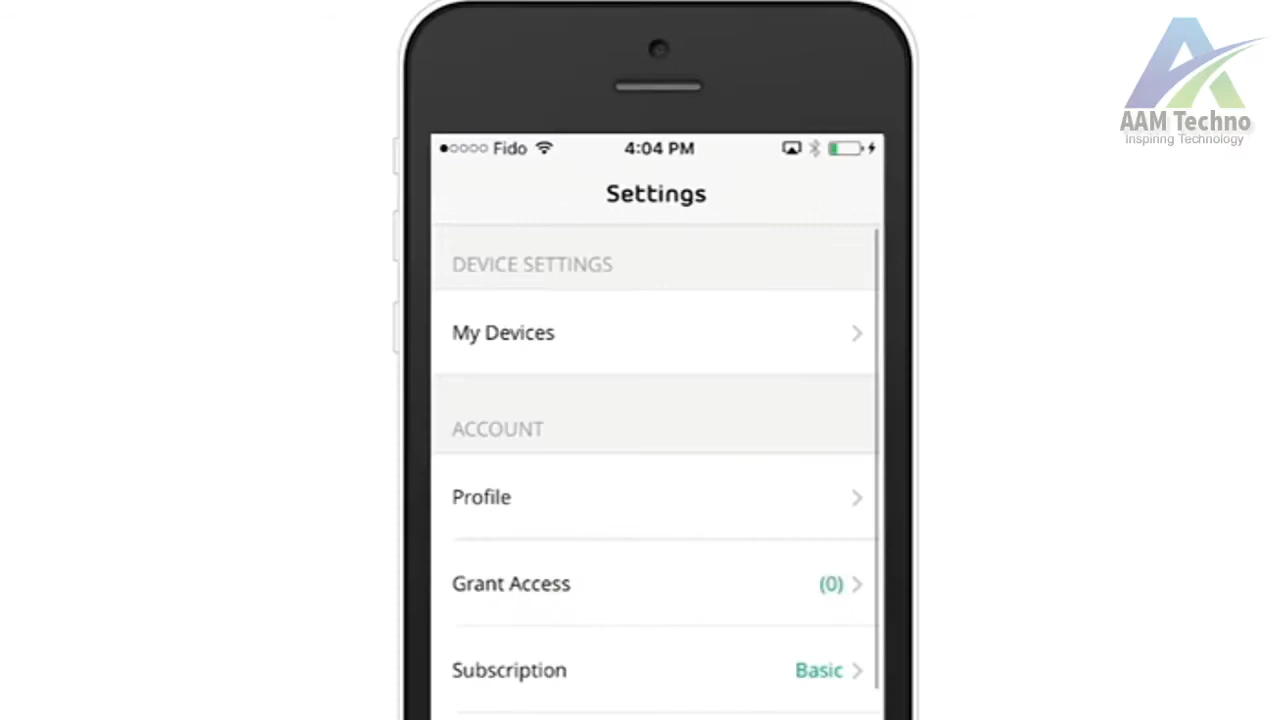 AAM Techno
Inspiring Technology
Fido 4:04 PM
Settings
DEVICE SETTINGS
My Devices
ACCOUNT
Profile
Grant Access (0)
Subscription Basic